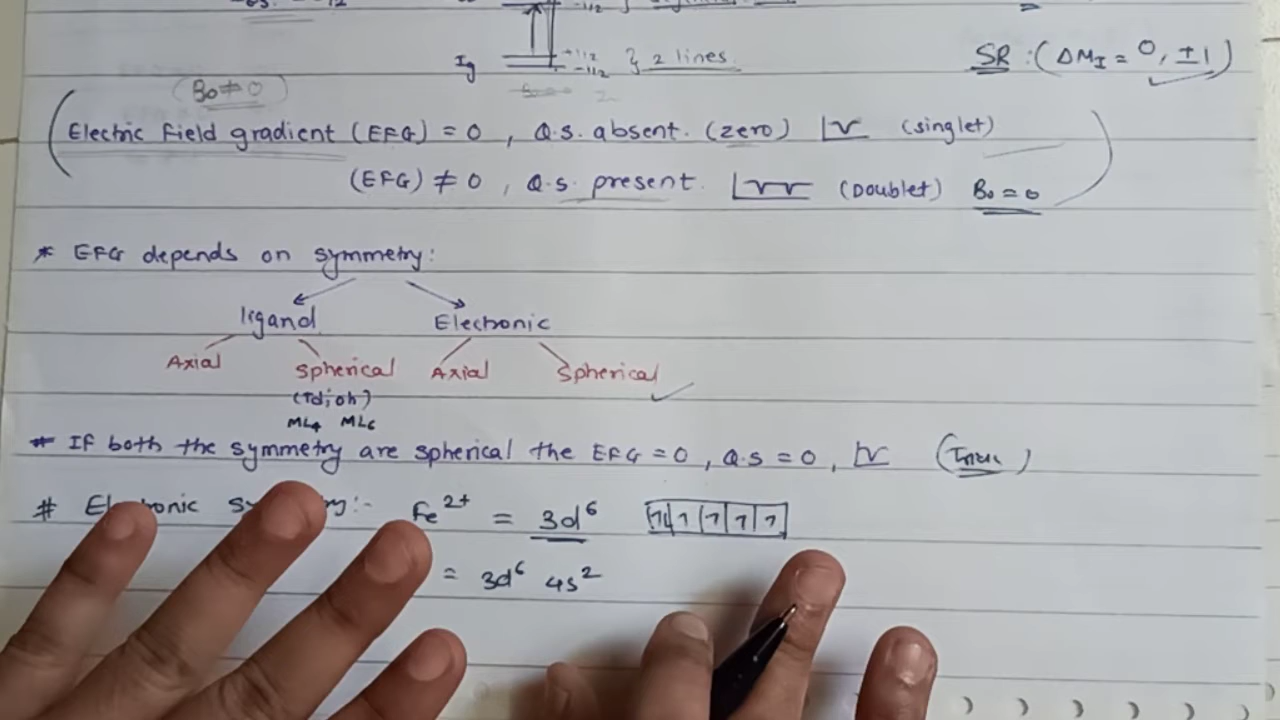 -1/2
Ig +1/2 -1/2 } 2 lines.
SR : (ΔMI = 0, ±1)
B0 ≠ 0
Electric field gradient (EFG) = 0, Q.s. absent. (zero) (singlet)
(EFG) ≠ 0, Q.s. present. (Doublet) B0 = 0
* EFG depends on symmetry:
ligand Electronic
Axial Spherical Axial Spherical
(Td; oh)
ML4 ML6
* If both the symmetry are spherical the EFG = 0, Q.S = 0, (True)
# Fe2+ = 3d6
= 3d6 4s2